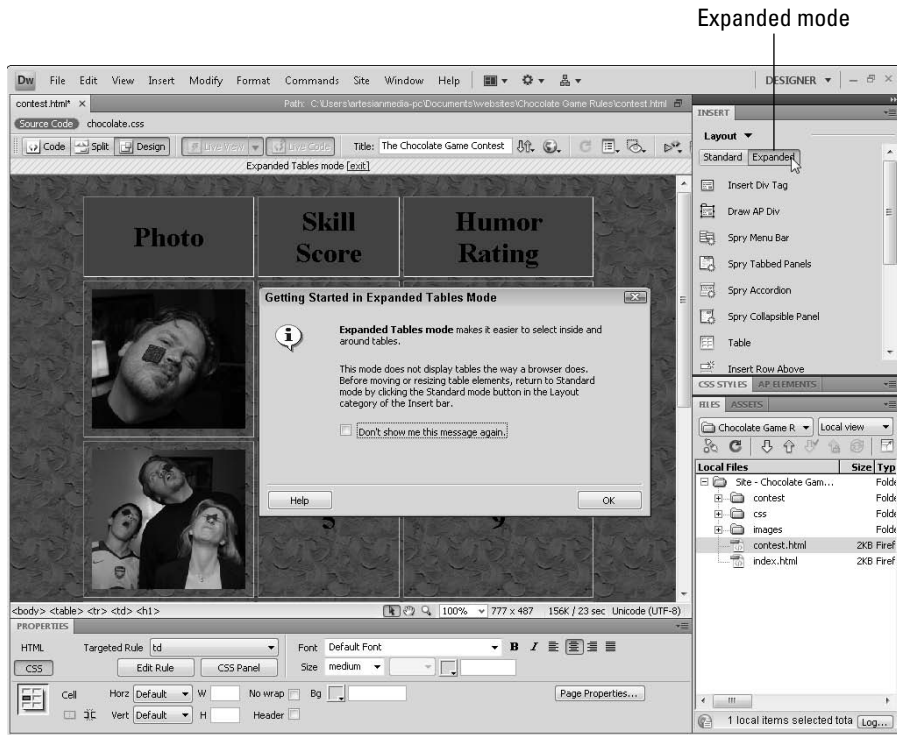 Expanded mode
Dw File Edit View Insert Modify Format Commands Site Window Help
DESIGNER
contest.html*
Path: C:\Users\artesianmedia-pc\Documents\websites\Chocolate Game Rules\contest.html
Source Code chocolate.css
Code Split Design Live View Live Code Title: The Chocolate Game Contest
Expanded Tables mode [exit]
Photo
Skill
Score
Humor
Rating
Getting Started in Expanded Tables Mode
Expanded Tables mode makes it easier to select inside and
around tables.
This mode does not display tables the way a browser does.
Before moving or resizing table elements, return to Standard
mode by clicking the Standard mode button in the Layout
category of the Insert bar.
Don't show me this message again.
Help OK
5 9
<body> <table> <tr> <td> <h1>
100% 777 x 487 156K / 23 sec Unicode (UTF-8)
PROPERTIES
HTML Targeted Rule td Font Default Font B I
CSS Edit Rule CSS Panel Size medium
Cell Horz Default W No wrap Bg Page Properties...
Vert Default H Header
INSERT
Layout
Standard Expanded
Insert Div Tag
Draw AP Div
Spry Menu Bar
Spry Tabbed Panels
Spry Accordion
Spry Collapsible Panel
Table
Insert Row Above
CSS STYLES AP ELEMENTS
FILES ASSETS
Chocolate Game R Local view
Local Files Size Typ
Site - Chocolate Gam... Folde
contest Folde
css Folde
images Folde
contest.html 2KB Firef
index.html 2KB Firef
1 local items selected tota Log...